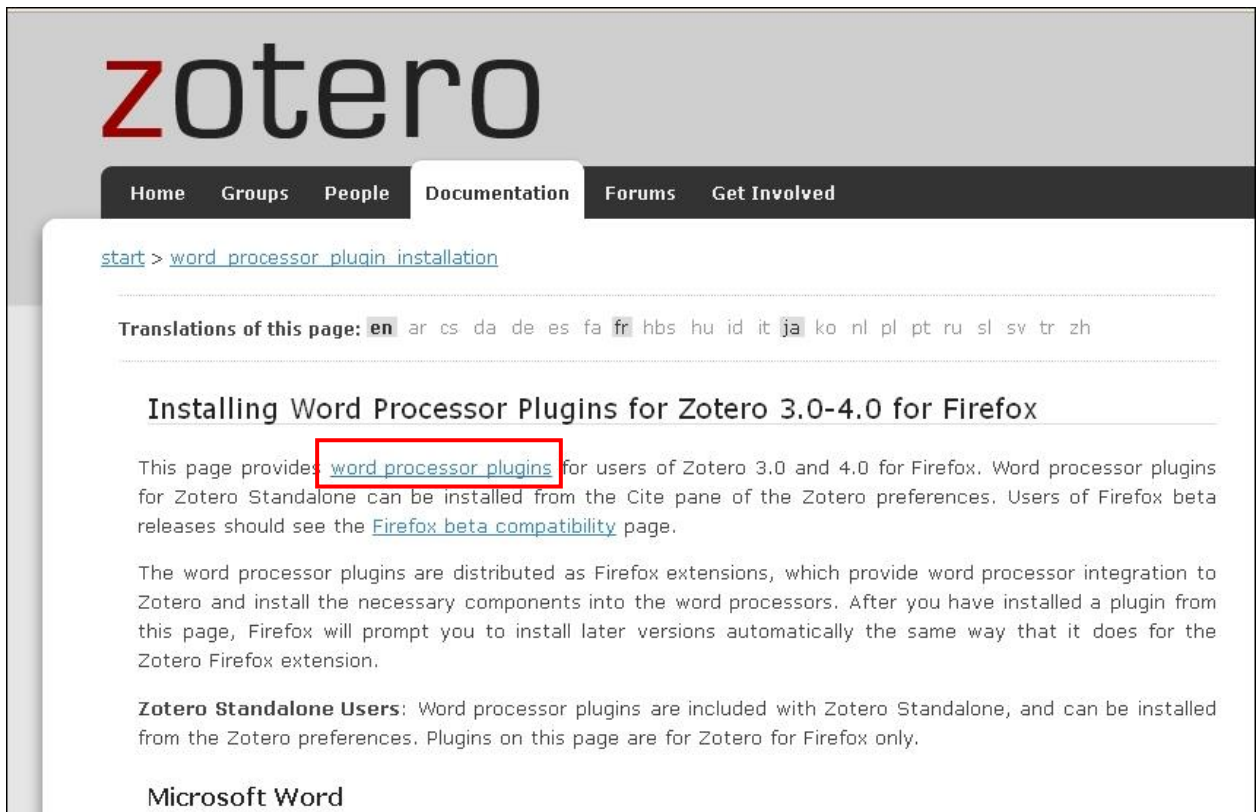 zotero
Home Groups People Documentation Forums Get Involved
start > word processor plugin installation
Translations of this page: en ar cs da de es fa fr hbs hu id it ja ko nl pl pt ru sl sv tr zh
Installing Word Processor Plugins for Zotero 3.0-4.0 for Firefox
This page provides word processor plugins for users of Zotero 3.0 and 4.0 for Firefox. Word processor plugins
for Zotero Standalone can be installed from the Cite pane of the Zotero preferences. Users of Firefox beta
releases should see the Firefox beta compatibility page.
The word processor plugins are distributed as Firefox extensions, which provide word processor integration to
Zotero and install the necessary components into the word processors. After you have installed a plugin from
this page, Firefox will prompt you to install later versions automatically the same way that it does for the
Zotero Firefox extension.
Zotero Standalone Users: Word processor plugins are included with Zotero Standalone, and can be installed
from the Zotero preferences. Plugins on this page are for Zotero for Firefox only.
Microsoft Word